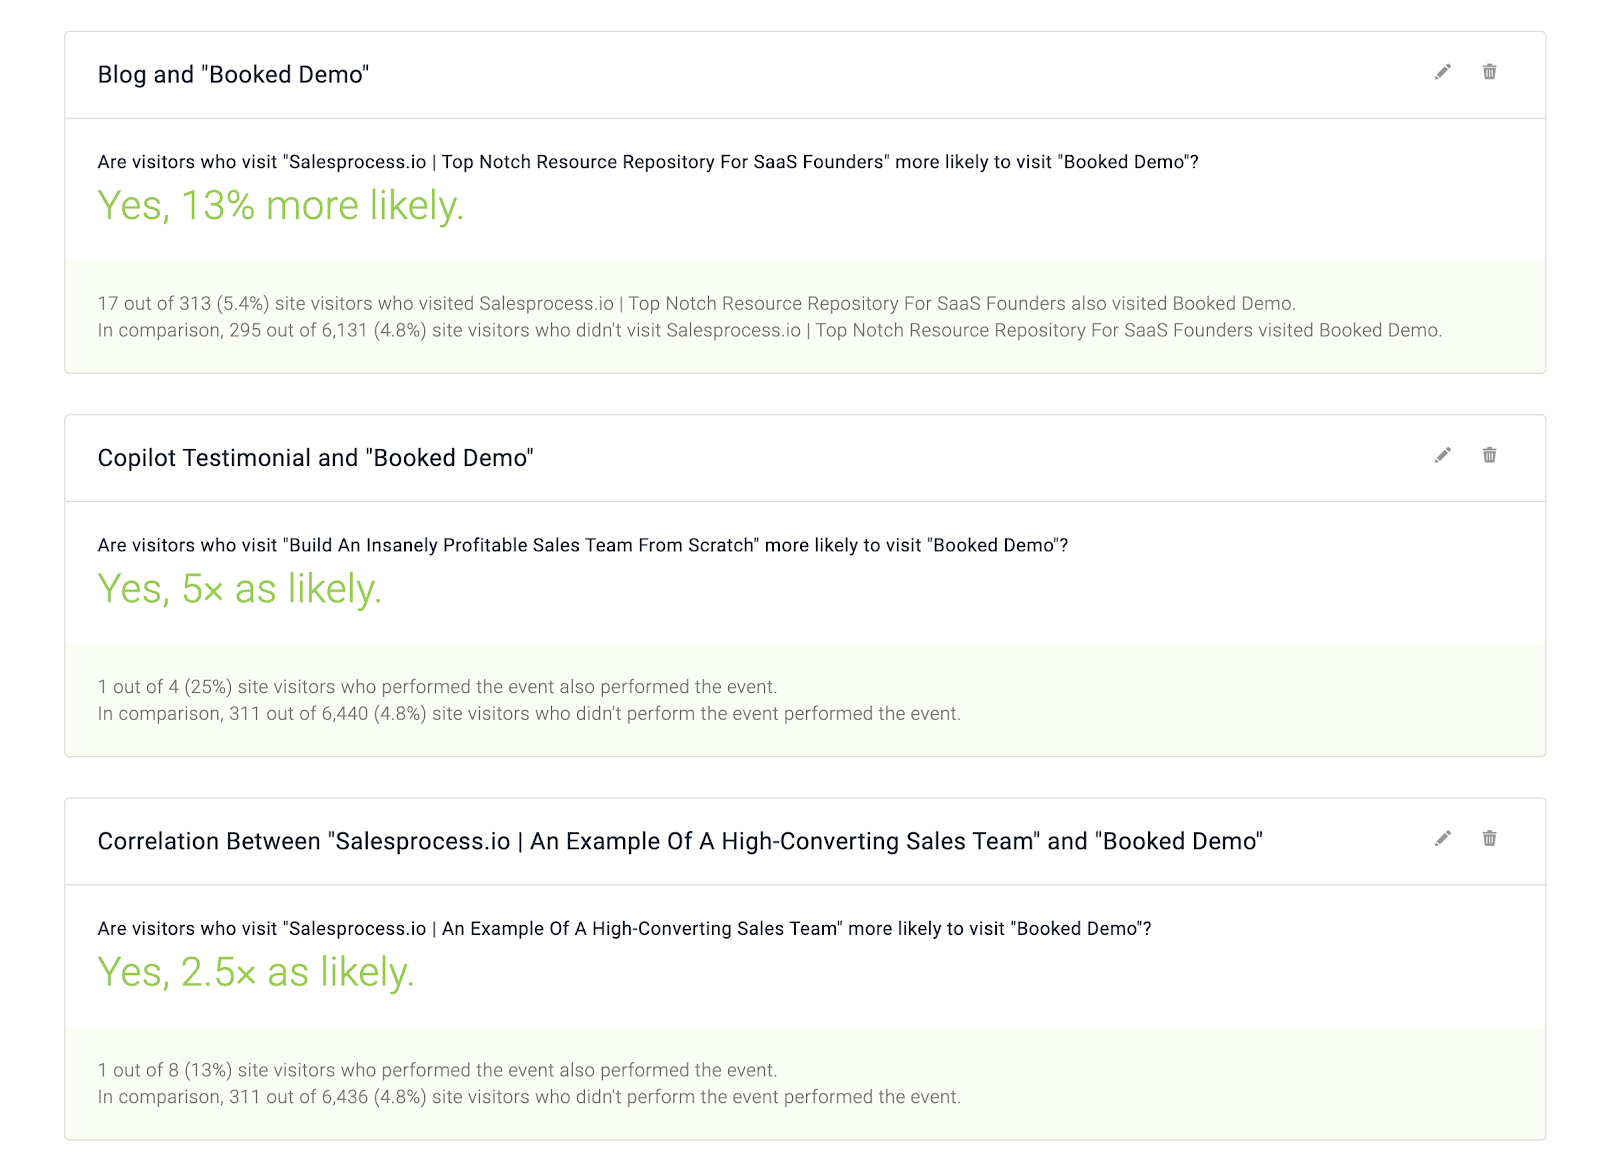 Blog and "Booked Demo"
Are visitors who visit "Salesprocess.io | Top Notch Resource Repository For SaaS Founders" more likely to visit "Booked Demo"?
Yes, 13% more likely.
17 out of 313 (5.4%) site visitors who visited Salesprocess.io | Top Notch Resource Repository For SaaS Founders also visited Booked Demo.
In comparison, 295 out of 6,131 (4.8%) site visitors who didn't visit Salesprocess.io | Top Notch Resource Repository For SaaS Founders visited Booked Demo.
Copilot Testimonial and "Booked Demo"
Are visitors who visit "Build An Insanely Profitable Sales Team From Scratch" more likely to visit "Booked Demo"?
Yes, 5× as likely.
1 out of 4 (25%) site visitors who performed the event also performed the event.
In comparison, 311 out of 6,440 (4.8%) site visitors who didn't perform the event performed the event.
Correlation Between "Salesprocess.io | An Example Of A High-Converting Sales Team" and "Booked Demo"
Are visitors who visit "Salesprocess.io | An Example Of A High-Converting Sales Team" more likely to visit "Booked Demo"?
Yes, 2.5× as likely.
1 out of 8 (13%) site visitors who performed the event also performed the event.
In comparison, 311 out of 6,436 (4.8%) site visitors who didn't perform the event performed the event.